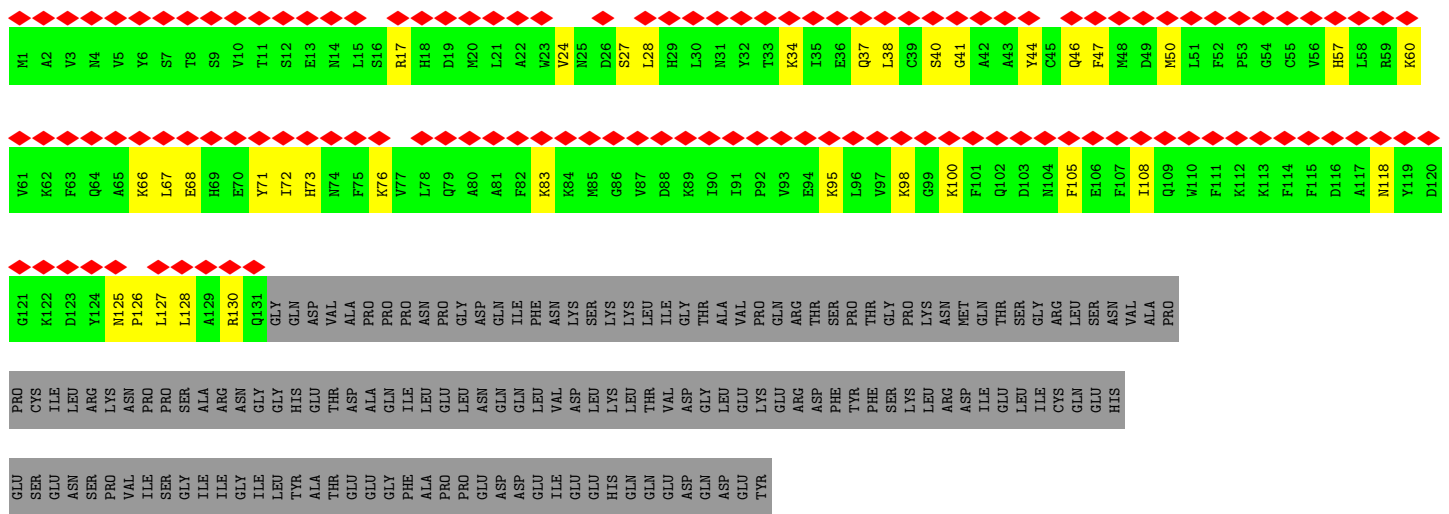 M1 A2 V3 N4 V5 Y6 S7 T8 S9 V10 T11 S12 E13 N14 L15 S16 R17 H18 D19 M20 L21 A22 W23 V24 N25 D26 S27 L28 H29 L30 N31 Y32 T33 K34 I35 E36 Q37 L38 C39 S40 G41 A42 A43 Y44 C45 Q46 F47 M48 D49 M50 L51 F52 P53 G54 C55 V56 H57 L58 R59 K60
V61 K62 F63 Q64 A65 K66 L67 E68 H69 E70 Y71 I72 H73 N74 F75 K76 V77 L78 Q79 A80 A81 F82 K83 K84 M85 G86 V87 D88 K89 I90 I91 P92 V93 E94 K95 L96 V97 K98 G99 K100 F101 Q102 D103 N104 F105 E106 F107 I108 Q109 W110 F111 K112 K113 F114 F115 D116 A117 N118 Y119 D120
G121 K122 D123 Y124 N125 P126 L127 L128 A129 R130 Q131 GLY GLN ASP VAL ALA PRO PRO PRO ASN PRO GLY ASP GLN ILE PHE ASN LYS SER LYS LYS LEU ILE GLY THR ALA VAL PRO GLN ARG THR SER PRO THR GLY PRO LYS ASN MET GLN THR SER GLY ARG LEU SER ASN VAL ALA PRO
PRO CYS ILE LEU ARG LYS ASN PRO PRO SER ALA ARG ASN GLY GLY HIS GLU THR ASP ALA GLN ILE LEU GLU LEU ASN GLN GLN LEU VAL ASP LEU LYS LEU THR VAL ASP GLY LEU GLU LYS GLU ARG ASP PHE TYR PHE SER LYS LEU ARG ASP ILE GLU LEU ILE CYS GLN GLU HIS
GLU SER GLU ASN SER PRO VAL ILE SER GLY ILE ILE GLY ILE LEU TYR ALA THR GLU GLU GLY PHE ALA PRO PRO GLU ASP ASP GLU ILE GLU GLU HIS GLN GLN GLU ASP GLN ASP GLU TYR